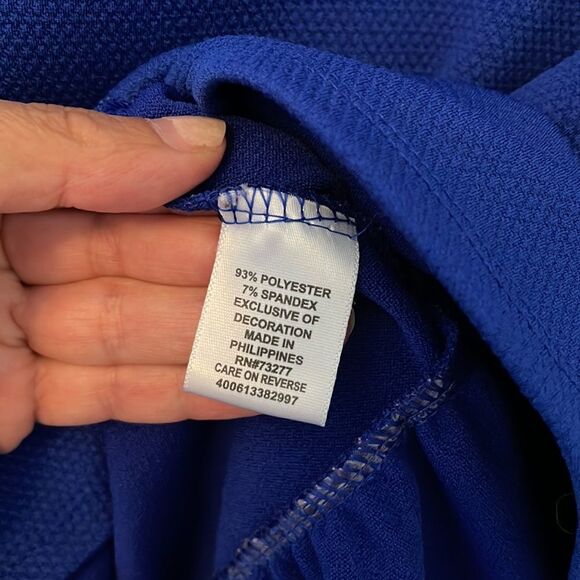 93% POLYESTER
7% SPANDEX
EXCLUSIVE OF
DECORATION
MADE IN
PHILIPPINES
RN#73277
CARE ON REVERSE
400613382997